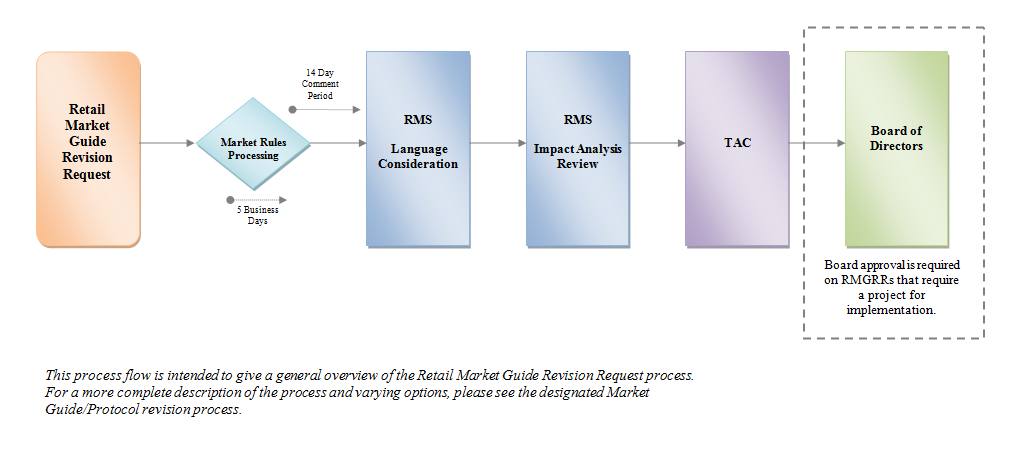 Retail
Market
Guide
Revision
Request
Market Rules
Processing
5 Business
Days
14 Day
Comment
Period
RMS
Language
Consideration
RMS
Impact Analysis
Review
TAC
Board of
Directors
Board approval is required
on RMGRRs that require
a project for
implementation.
This process flow is intended to give a general overview of the Retail Market Guide Revision Request process.
For a more complete description of the process and varying options, please see the designated Market
Guide/Protocol revision process.